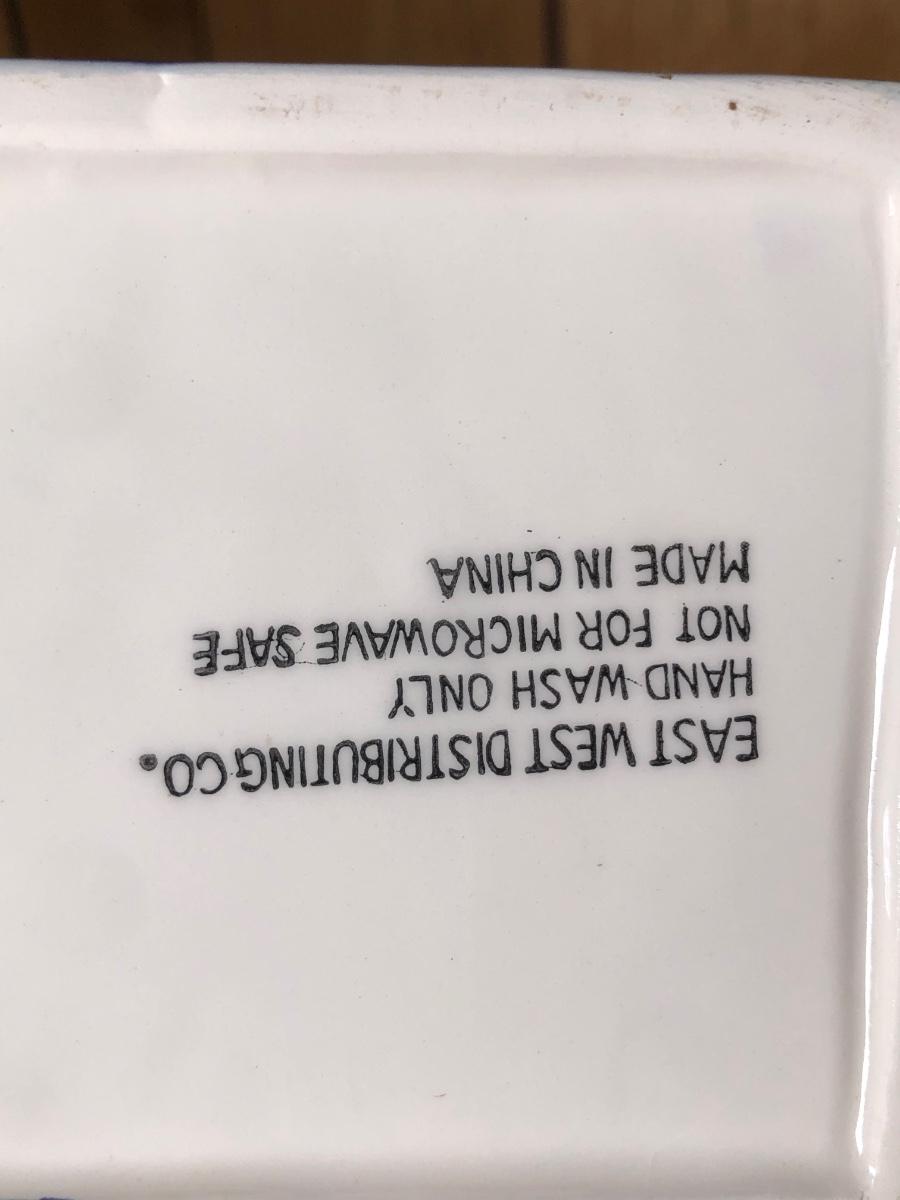 EAST WEST DISTRIBUTING CO.
HAND WASH ONLY
NOT FOR MICROWAVE SAFE
MADE IN CHINA